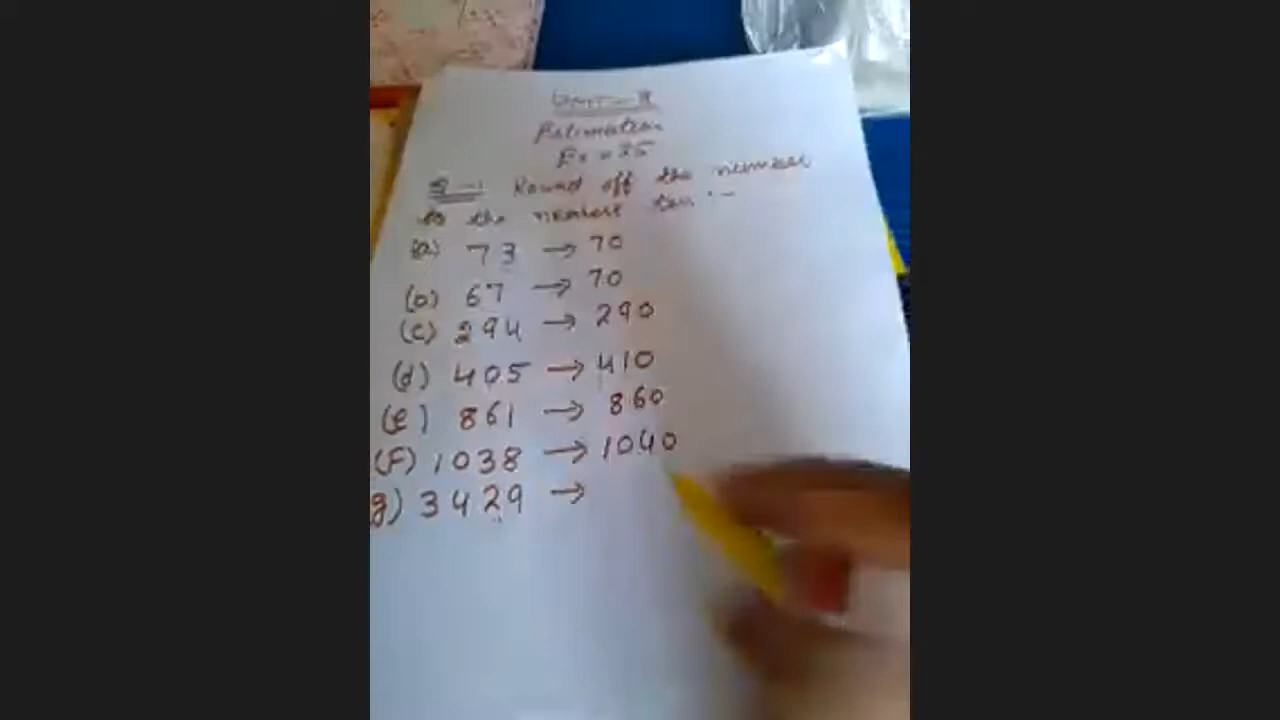 Estimation
Round off the number
to the nearest ten :-
(a) 73 → 70
(b) 67 → 70
(c) 294 → 290
(d) 405 → 410
(e) 861 → 860
(F) 1038 → 1040
g) 3429 →